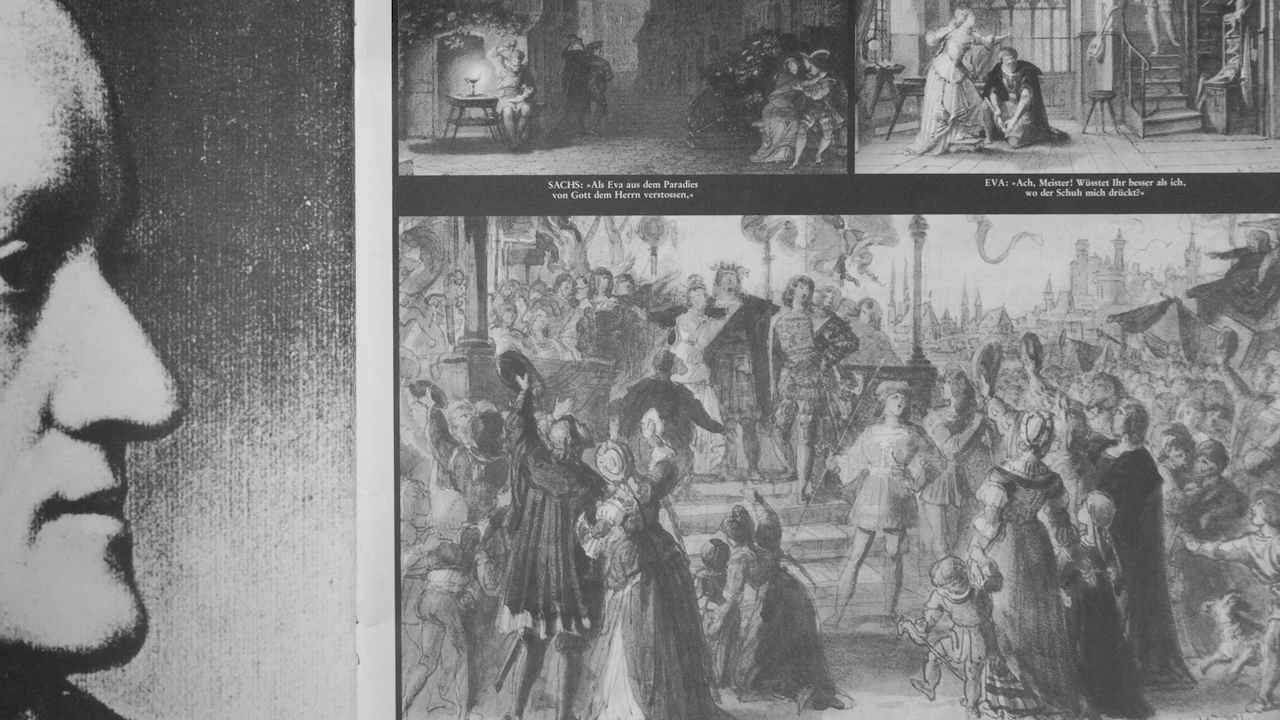 SACHS: »Als Eva aus dem Paradies
von Gott dem Herrn verstossen,«
EVA: »Ach, Meister! Wüsstet Ihr besser als ich,
wo der Schuh mich drückt?«